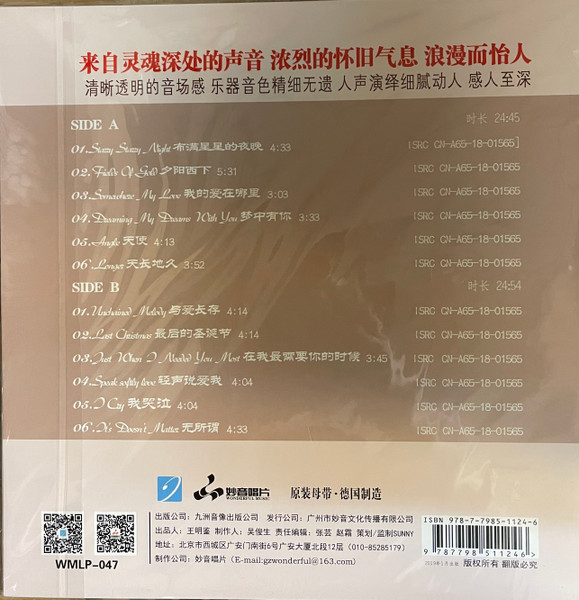 来自灵魂深处的声音 浓烈的怀旧气息 浪漫而怡人
清晰透明的音场感 乐器音色精细无遗 人声演绎细腻动人 感人至深
SIDE A 时长 24:45
01.Starry Starry Night 布满星星的夜晚 4:33 ISRC CN-A65-18-01565]
02.Fields Of Gold 夕阳西下 5:31 ISRC CN-A65-18-01565
03.Somewhere My Love 我的爱在哪里 3:03 ISRC CN-A65-18-01565
04.Dreaming My Dreams With You 梦中有你 3:33 ISRC CN-A65-18-01565
05.Angle 天使 4:13 ISRC CN-A65-18-01565
06.Longer 天长地久 3:52 ISRC CN-A65-18-01565
SIDE B 时长 24:54
01.Unchained Melody 与爱长存 4:14 ISRC CN-A65-18-01565
02.Last Christmas 最后的圣诞节 4:14 ISRC CN-A65-18-01565
03.Just When I Needed You Most 在我最需要你的时候 3:45 ISRC CN-A65-18-01565
04.Speak softly love 轻声说爱我 4:04 ISRC CN-A65-18-01565
05.I Cry 我哭泣 4:04 ISRC CN-A65-18-01565
06.It's Doesn't Matter 无所谓 4:33 ISRC CN-A65-18-01565
妙音唱片 原装母带·德国制造
WONDERFUL MUSIC
出版公司：九洲音像出版公司 发行公司：广州市妙音文化传播有限公司
出品人：王明鉴 制作人：吴俊生 责任编辑：张芸 赵霜 策划/监制SUNNY
地址：北京市西城区广安门南街6号广安大厦北段12层（010-85285179）
制作公司：妙音唱片（E-mail:gzwonderful@163.com）
WMLP-047
ISBN 978-7-7985-1124-6
9 787798 511246 >
2019年1月出版 版权所有 翻版必究